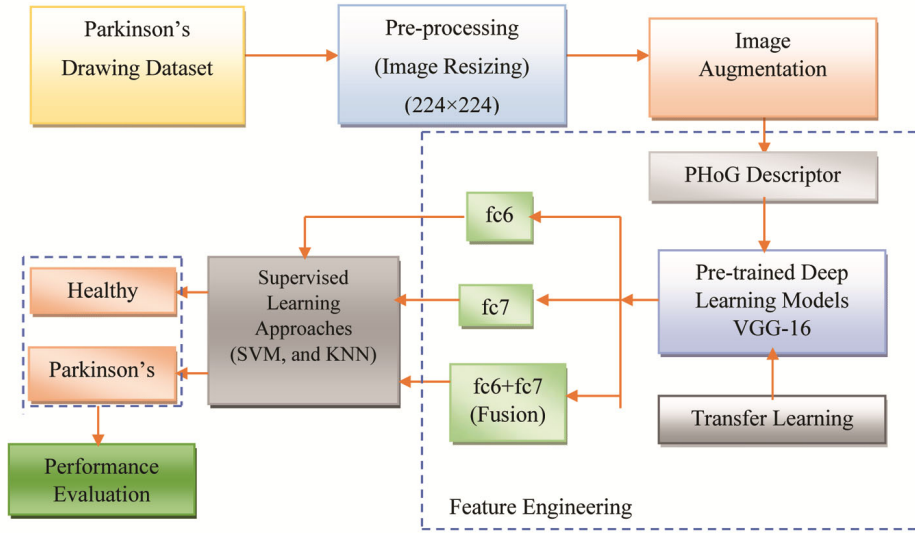 Parkinson's
Drawing Dataset
Pre-processing
(Image Resizing)
(224×224)
Image
Augmentation
PHoG Descriptor
Pre-trained Deep
Learning Models
VGG-16
Transfer Learning
fc6
fc7
fc6+fc7
(Fusion)
Supervised
Learning
Approaches
(SVM, and KNN)
Healthy
Parkinson's
Performance
Evaluation
Feature Engineering